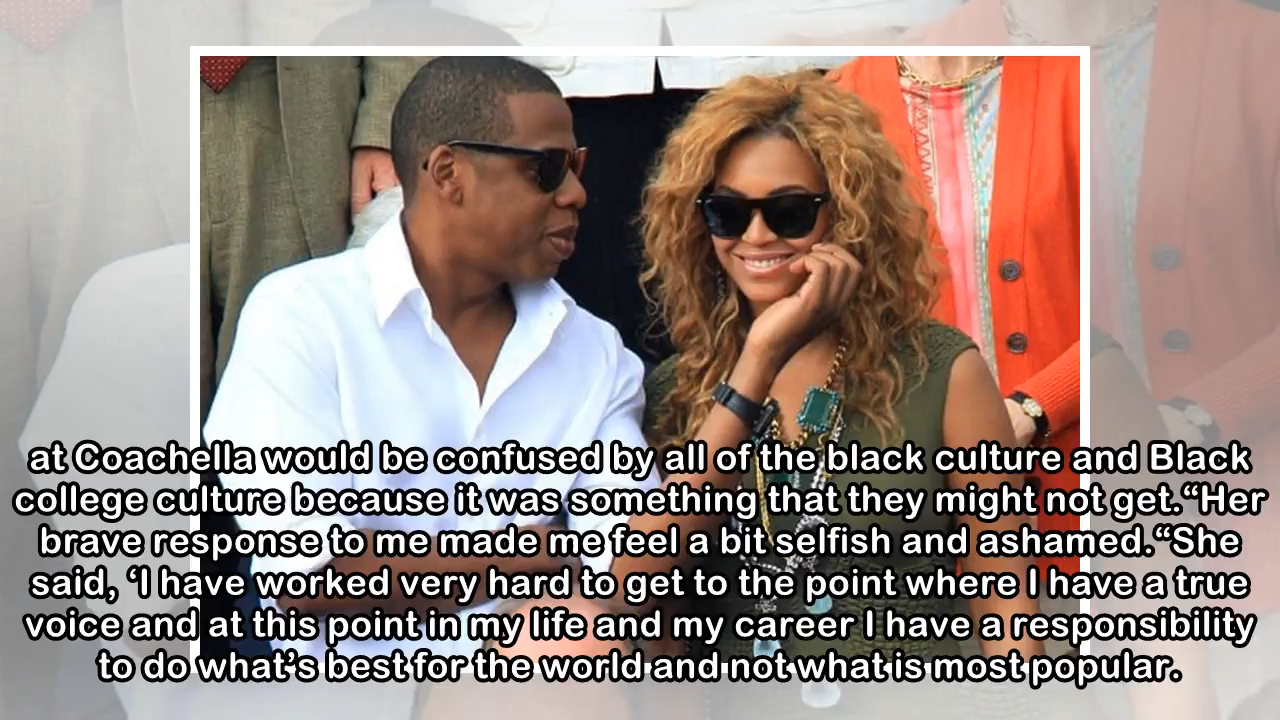 at Coachella would be confused by all of the black culture and Black
college culture because it was something that they might not get.“Her
brave response to me made me feel a bit selfish and ashamed.“She
said, ‘I have worked very hard to get to the point where I have a true
voice and at this point in my life and my career I have a responsibility
to do what’s best for the world and not what is most popular.